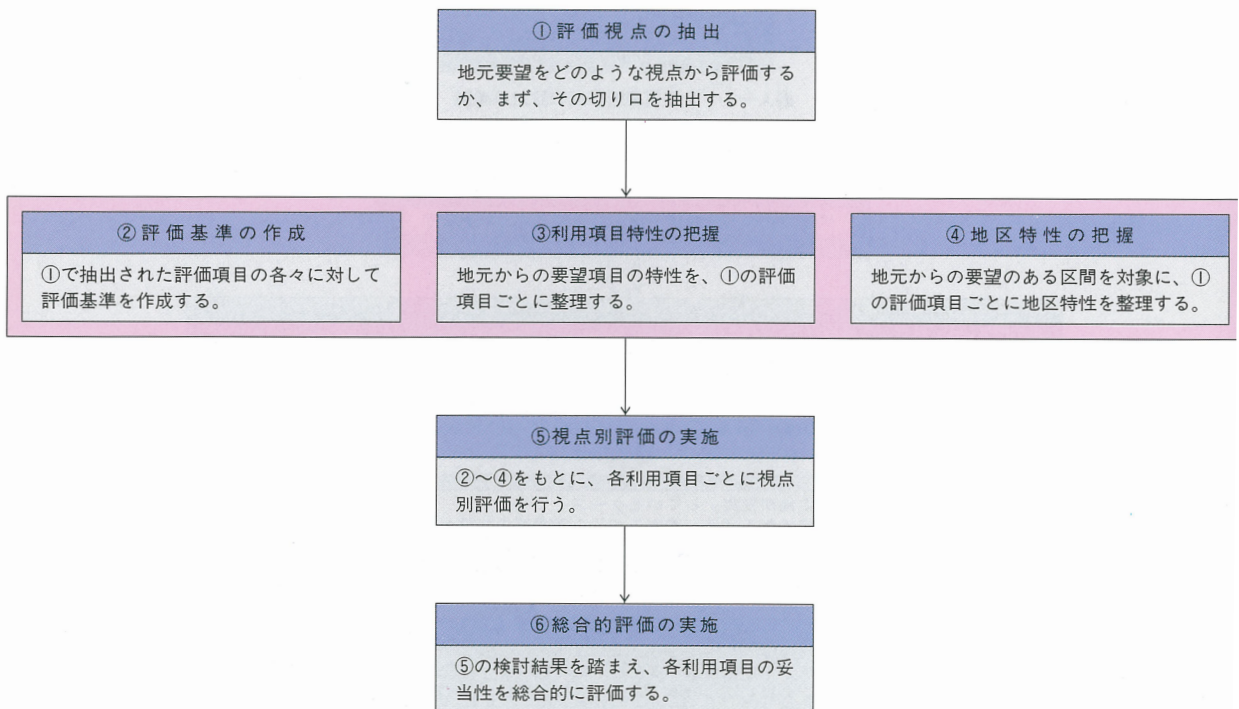 ①評価視点の抽出
地元要望をどのような視点から評価する
か、まず、その切り口を抽出する。
②評価基準の作成
①で抽出された評価項目の各々に対して
評価基準を作成する。
③利用項目特性の把握
地元からの要望項目の特性を、①の評価
項目ごとに整理する。
④地区特性の把握
地元からの要望のある区間を対象に、①
の評価項目ごとに地区特性を整理する。
⑤視点別評価の実施
②～④をもとに、各利用項目ごとに視点
別評価を行う。
⑥総合的評価の実施
⑤の検討結果を踏まえ、各利用項目の妥
当性を総合的に評価する。